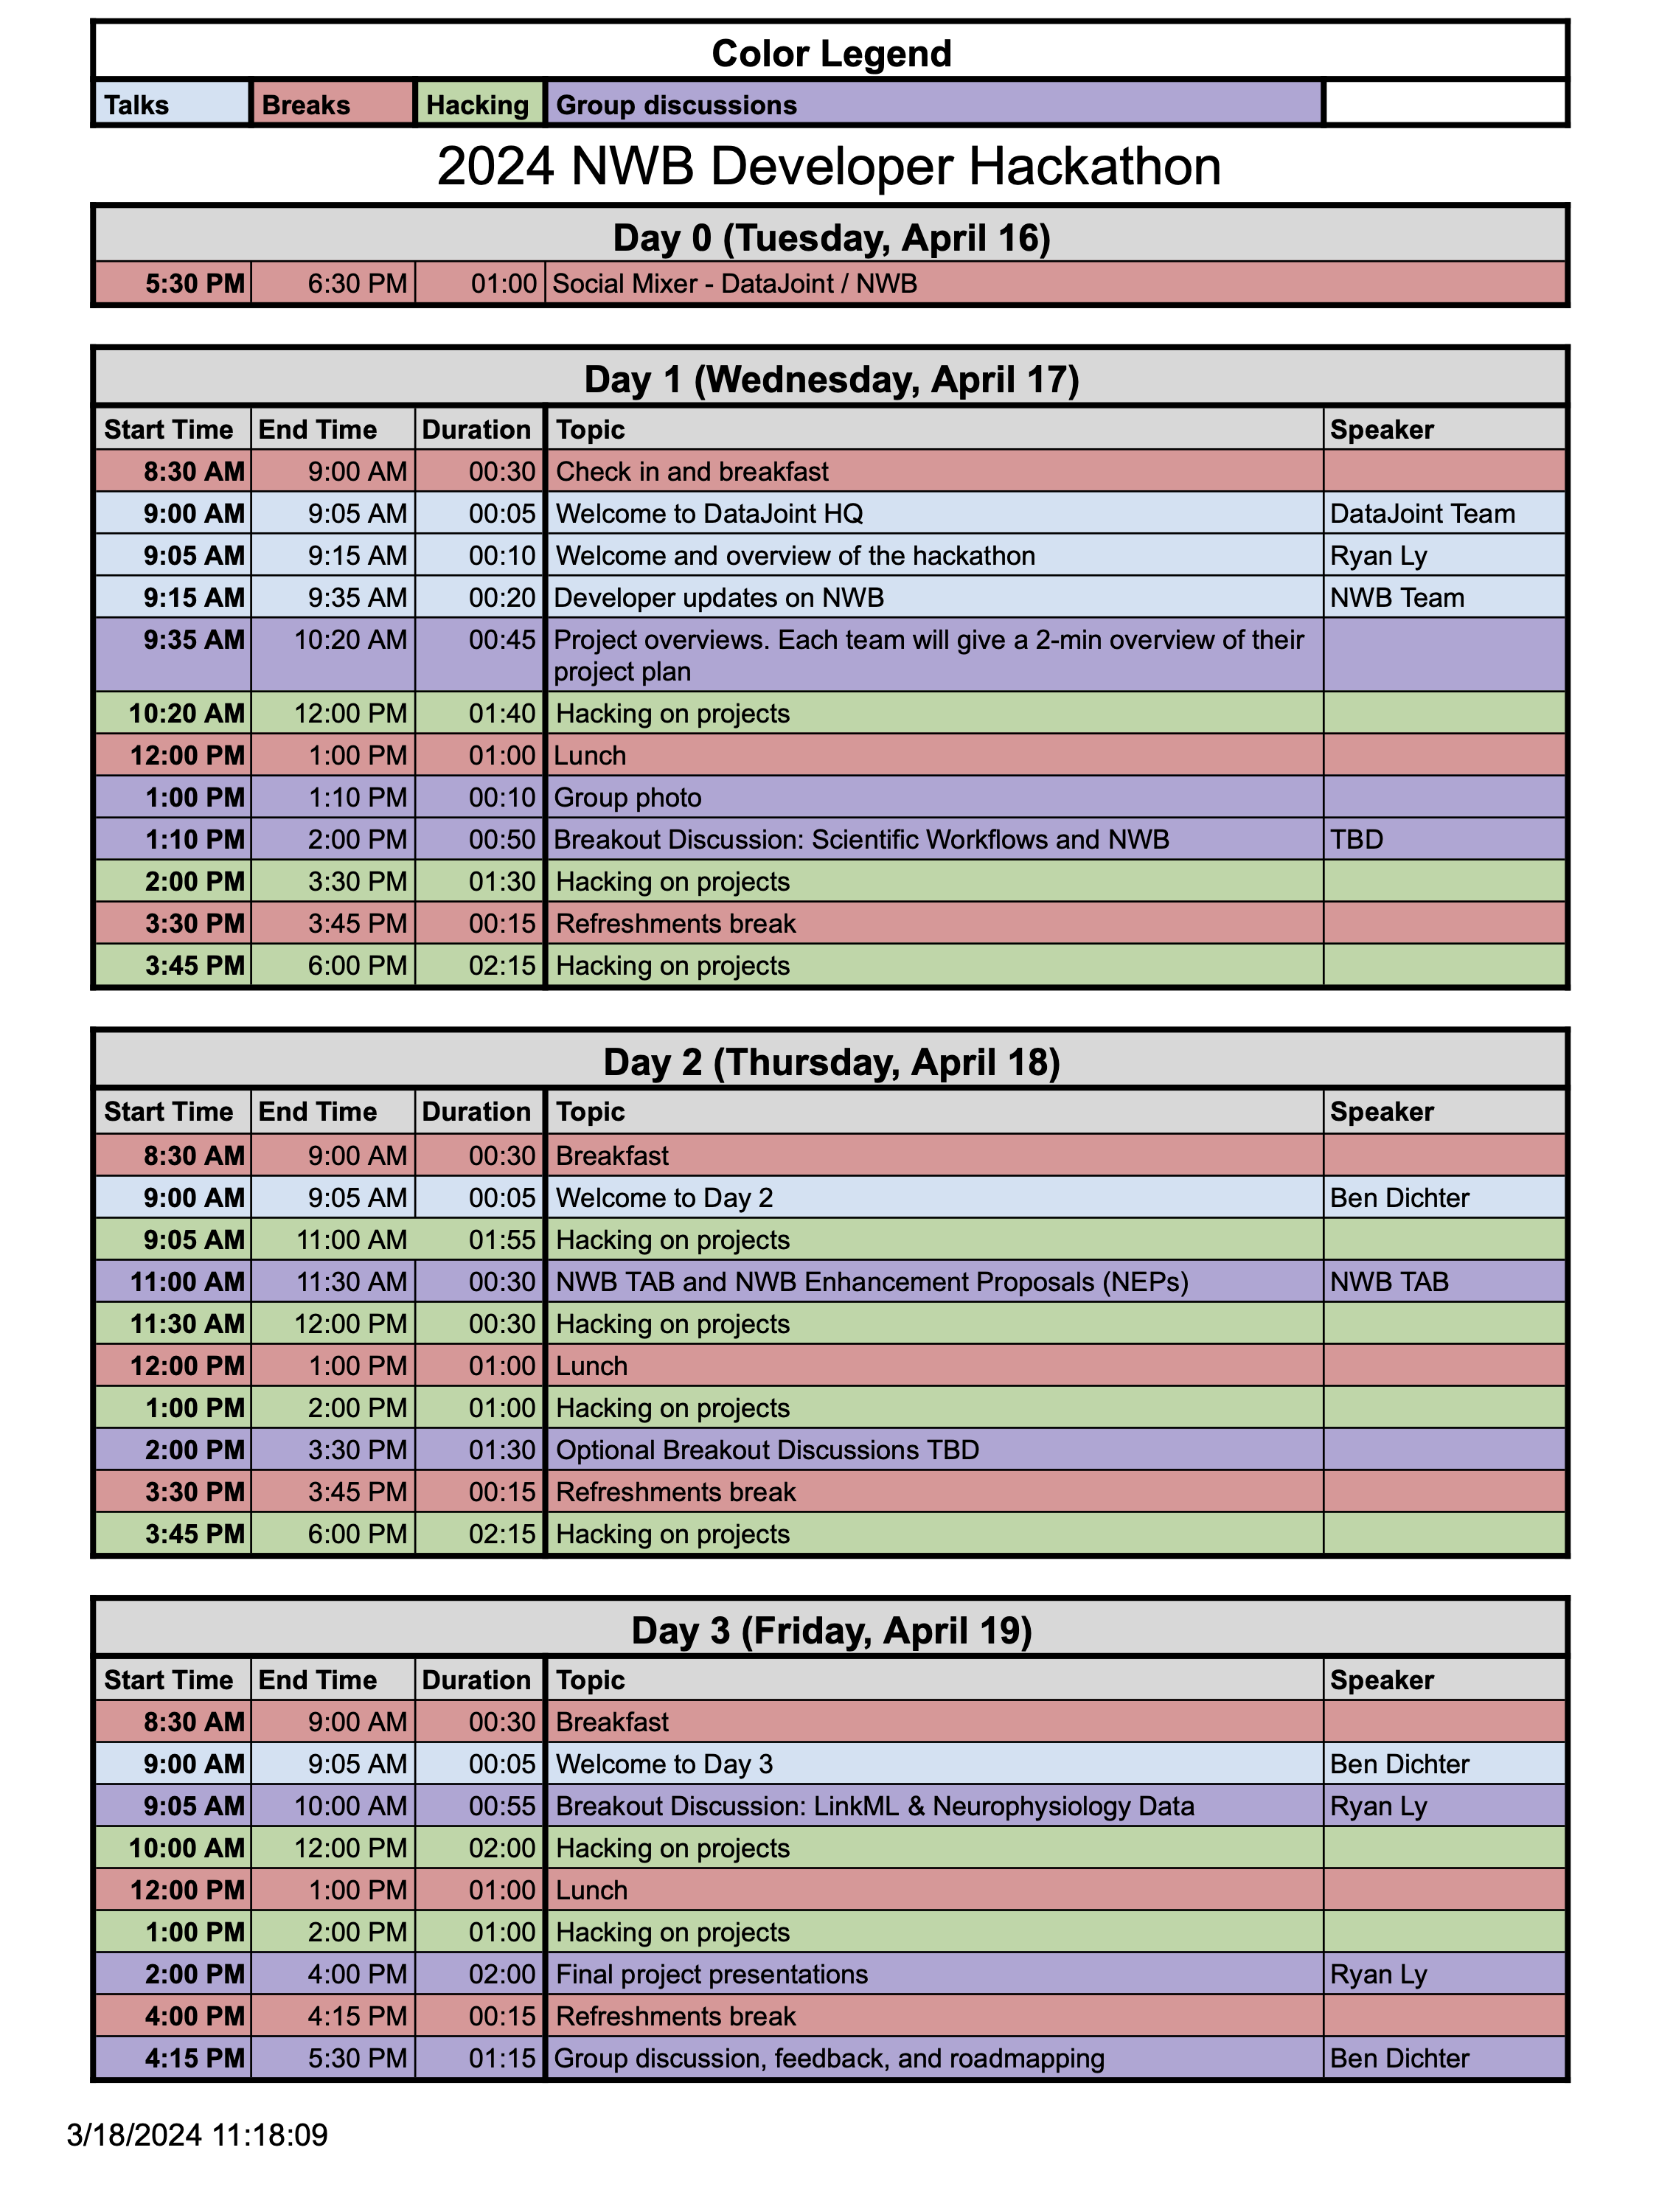 Color Legend
Talks Breaks Hacking Group discussions
2024 NWB Developer Hackathon
Day 0 (Tuesday, April 16)
5:30 PM 6:30 PM 01:00 Social Mixer - DataJoint / NWB
Day 1 (Wednesday, April 17)
Start Time End Time Duration Topic Speaker
8:30 AM 9:00 AM 00:30 Check in and breakfast
9:00 AM 9:05 AM 00:05 Welcome to DataJoint HQ DataJoint Team
9:05 AM 9:15 AM 00:10 Welcome and overview of the hackathon Ryan Ly
9:15 AM 9:35 AM 00:20 Developer updates on NWB NWB Team
9:35 AM 10:20 AM 00:45 Project overviews. Each team will give a 2-min overview of their
project plan
10:20 AM 12:00 PM 01:40 Hacking on projects
12:00 PM 1:00 PM 01:00 Lunch
1:00 PM 1:10 PM 00:10 Group photo
1:10 PM 2:00 PM 00:50 Breakout Discussion: Scientific Workflows and NWB TBD
2:00 PM 3:30 PM 01:30 Hacking on projects
3:30 PM 3:45 PM 00:15 Refreshments break
3:45 PM 6:00 PM 02:15 Hacking on projects
Day 2 (Thursday, April 18)
Start Time End Time Duration Topic Speaker
8:30 AM 9:00 AM 00:30 Breakfast
9:00 AM 9:05 AM 00:05 Welcome to Day 2 Ben Dichter
9:05 AM 11:00 AM 01:55 Hacking on projects
11:00 AM 11:30 AM 00:30 NWB TAB and NWB Enhancement Proposals (NEPs) NWB TAB
11:30 AM 12:00 PM 00:30 Hacking on projects
12:00 PM 1:00 PM 01:00 Lunch
1:00 PM 2:00 PM 01:00 Hacking on projects
2:00 PM 3:30 PM 01:30 Optional Breakout Discussions TBD
3:30 PM 3:45 PM 00:15 Refreshments break
3:45 PM 6:00 PM 02:15 Hacking on projects
Day 3 (Friday, April 19)
Start Time End Time Duration Topic Speaker
8:30 AM 9:00 AM 00:30 Breakfast
9:00 AM 9:05 AM 00:05 Welcome to Day 3 Ben Dichter
9:05 AM 10:00 AM 00:55 Breakout Discussion: LinkML & Neurophysiology Data Ryan Ly
10:00 AM 12:00 PM 02:00 Hacking on projects
12:00 PM 1:00 PM 01:00 Lunch
1:00 PM 2:00 PM 01:00 Hacking on projects
2:00 PM 4:00 PM 02:00 Final project presentations Ryan Ly
4:00 PM 4:15 PM 00:15 Refreshments break
4:15 PM 5:30 PM 01:15 Group discussion, feedback, and roadmapping Ben Dichter
3/18/2024 11:18:09